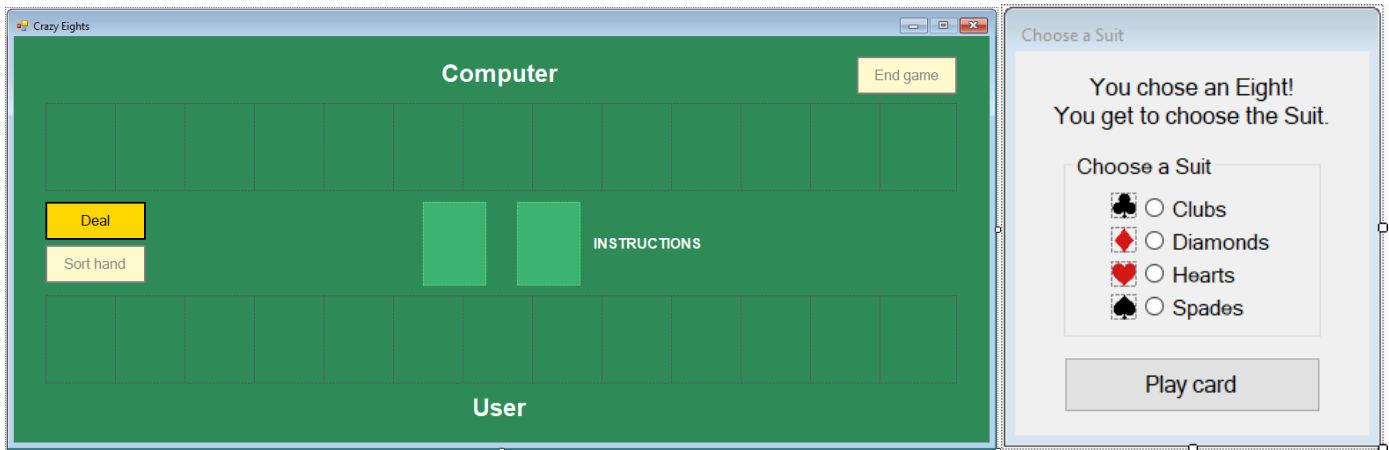 Crazy Eights
Computer
End game
Deal
Sort hand
INSTRUCTIONS
User
Choose a Suit
You chose an Eight!
You get to choose the Suit.
Choose a Suit
Clubs
Diamonds
Hearts
Spades
Play card